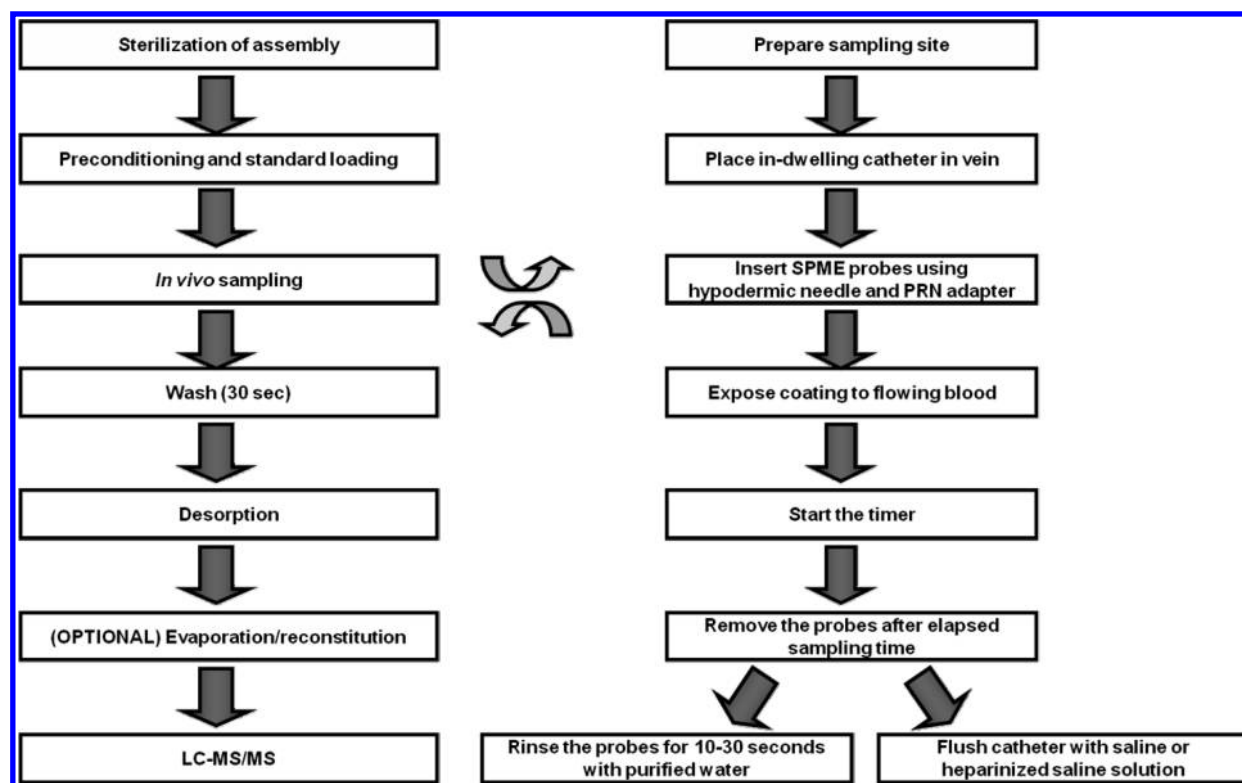 Sterilization of assembly
Preconditioning and standard loading
In vivo sampling
Wash (30 sec)
Desorption
(OPTIONAL) Evaporation/reconstitution
LC-MS/MS
Prepare sampling site
Place in-dwelling catheter in vein
Insert SPME probes using
hypodermic needle and PRN adapter
Expose coating to flowing blood
Start the timer
Remove the probes after elapsed
sampling time
Rinse the probes for 10-30 seconds
with purified water
Flush catheter with saline or
heparinized saline solution